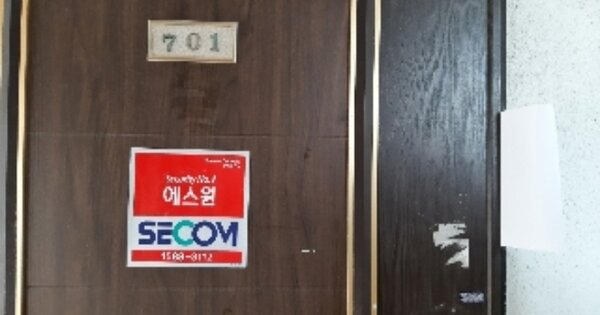 701
Security No.1
에스원
SECOM
1588-3112